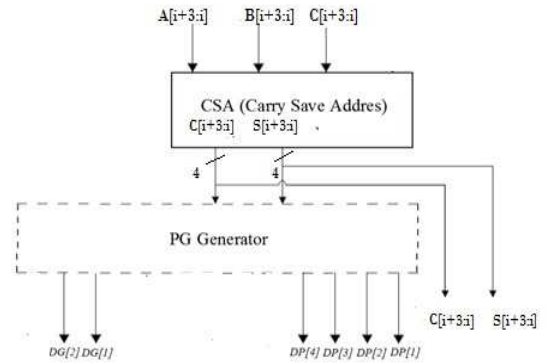 A[i+3:i] B[i+3:i] C[i+3:i]
CSA (Carry Save Addres)
C[i+3:i] S[i+3:i]
4 4
PG Generator
C[i+3:i] S[i+3:i]
DG[2] DG[1] DP[4] DP[3] DP[2] DP[1]